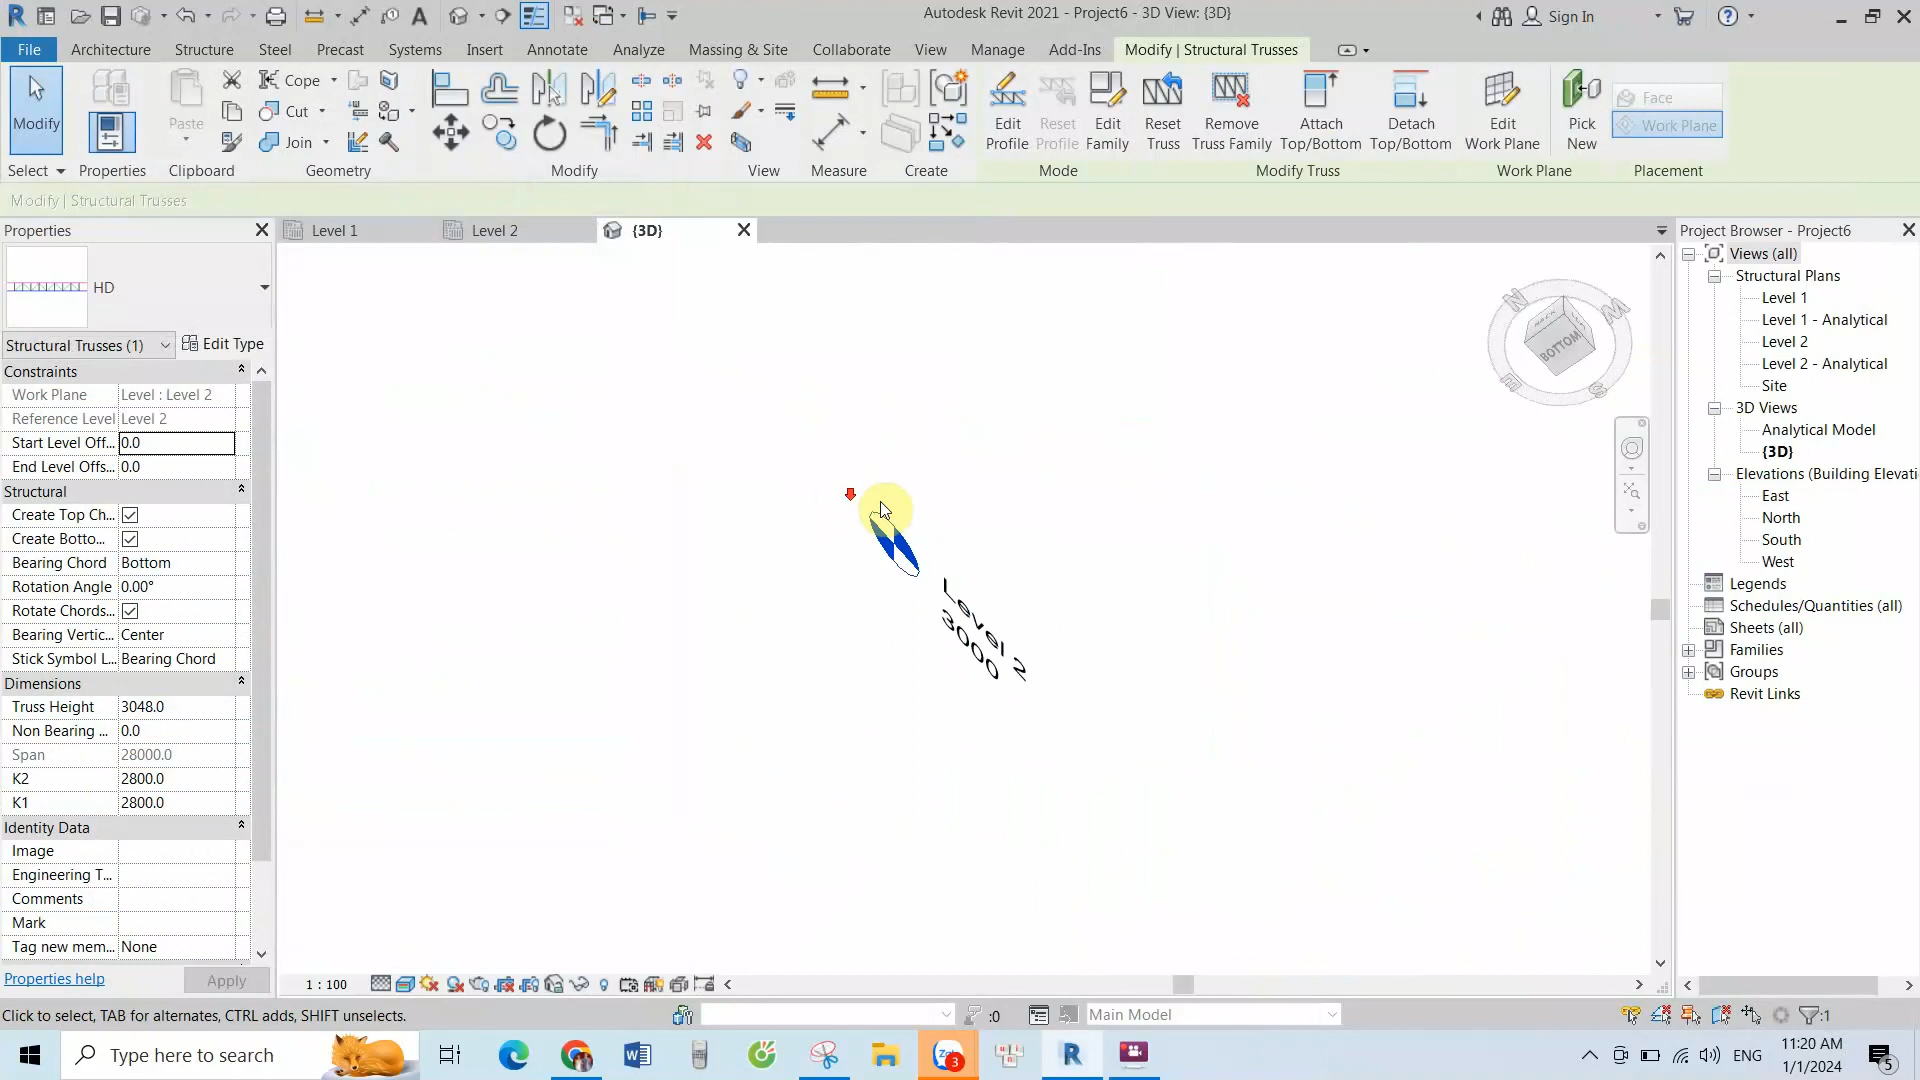 Autodesk Revit 2021 - Project6 - 3D View: {3D}
Sign In
File Architecture Structure Steel Precast Systems Insert Annotate Analyze Massing & Site Collaborate View Manage Add-Ins Modify | Structural Trusses
Modify
Paste
Cope
Cut
Join
Edit Profile
Reset Profile
Edit Family
Reset Truss
Remove Truss Family
Attach Top/Bottom
Detach Top/Bottom
Edit Work Plane
Pick New
Face
Work Plane
Select Properties Clipboard Geometry Modify View Measure Create Mode Modify Truss Work Plane Placement
Modify | Structural Trusses
Properties
Level 1
Level 2
{3D}
Project Browser - Project6
HD
Structural Trusses (1)
Edit Type
Constraints
Work Plane Level : Level 2
Reference Level Level 2
Start Level Off... 0.0
End Level Offs... 0.0
Structural
Create Top Ch...
Create Botto...
Bearing Chord Bottom
Rotation Angle 0.00°
Rotate Chords...
Bearing Vertic... Center
Stick Symbol L... Bearing Chord
Dimensions
Truss Height 3048.0
Non Bearing ... 0.0
Span 28000.0
K2 2800.0
K1 2800.0
Identity Data
Image
Engineering T...
Comments
Mark
Tag new mem... None
Properties help
Apply
Level 2
3000
BACK
BOTTOM
N
E
S
Views (all)
Structural Plans
Level 1
Level 1 - Analytical
Level 2
Level 2 - Analytical
Site
3D Views
Analytical Model
{3D}
Elevations (Building Elevati
East
North
South
West
Legends
Schedules/Quantities (all)
Sheets (all)
Families
Groups
Revit Links
1 : 100
Click to select, TAB for alternates, CTRL adds, SHIFT unselects.
:0
Main Model
:1
Type here to search
3
ENG
11:20 AM
1/1/2024
5